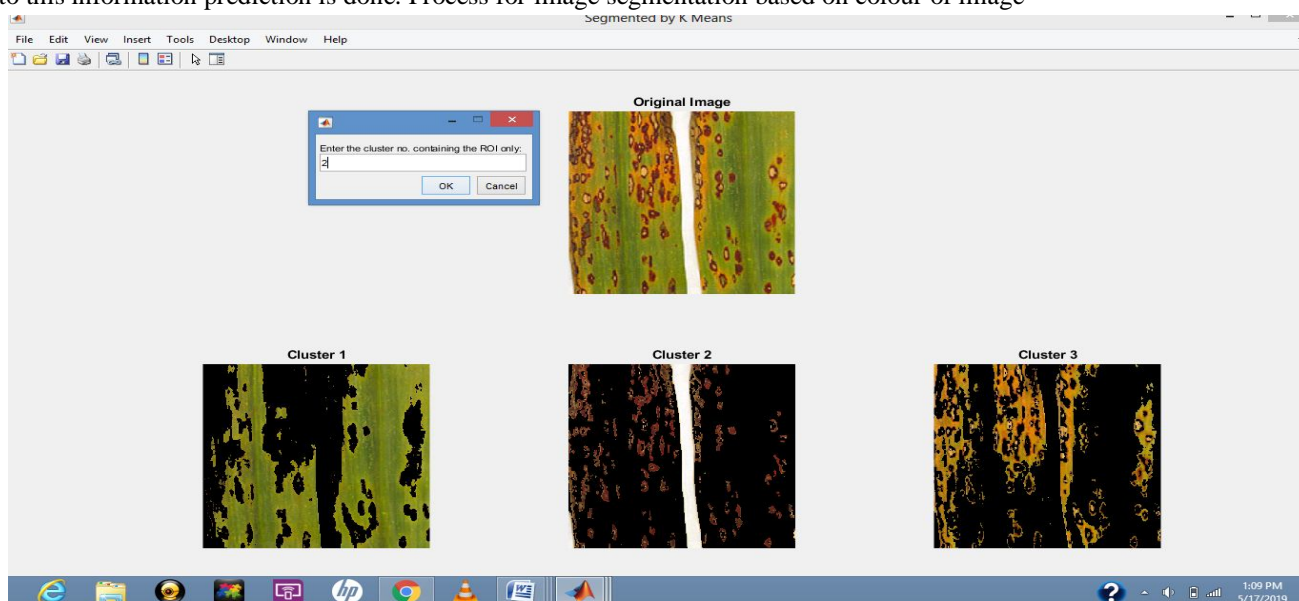 to this information prediction is done. Process for image segmentation based on colour of image
Segmented by K Means
File Edit View Insert Tools Desktop Window Help
Original Image
Enter the cluster no. containing the ROI only:
2
OK Cancel
Cluster 1 Cluster 2 Cluster 3
hp
1:09 PM
5/17/2019